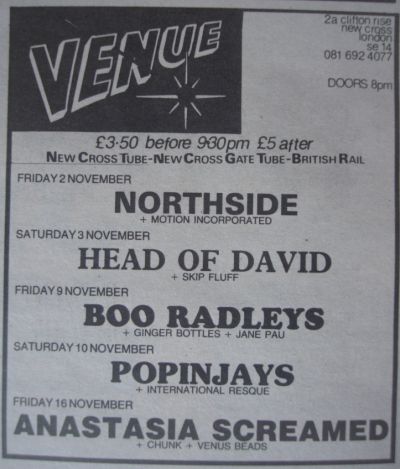 VENUE
2a clifton rise
new cross
london
se 14
081 692 4077
DOORS 8pm
£3·50 before 9·30pm £5 after
NEW CROSS TUBE-NEW CROSS GATE TUBE-BRITISH RAIL
FRIDAY 2 NOVEMBER
NORTHSIDE
+ MOTION INCORPORATED
SATURDAY 3 NOVEMBER
HEAD OF DAVID
+ SKIP FLUFF
FRIDAY 9 NOVEMBER
BOO RADLEYS
+ GINGER BOTTLES + JANE PAU
SATURDAY 10 NOVEMBER
POPINJAYS
+ INTERNATIONAL RESQUE
FRIDAY 16 NOVEMBER
ANASTASIA SCREAMED
+ CHUNK + VENUS BEADS